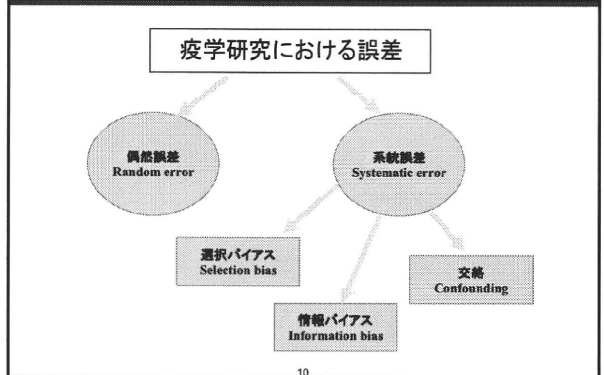 疫学研究における誤差
偶然誤差
Random error
系統誤差
Systematic error
選択バイアス
Selection bias
交絡
Confounding
情報バイアス
Information bias
10